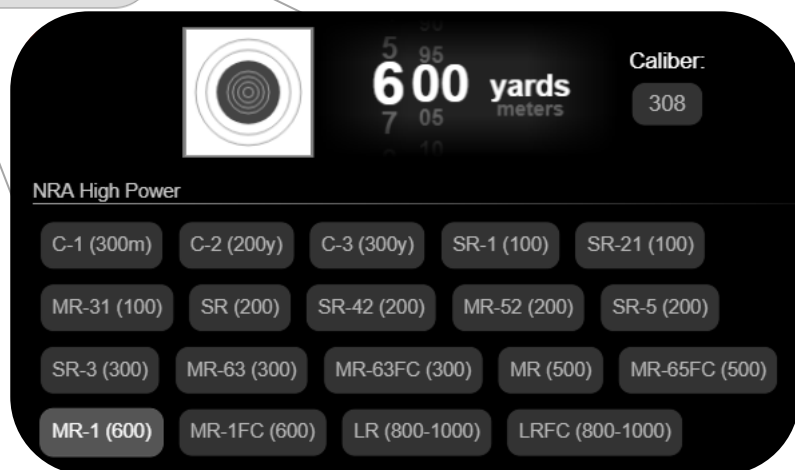 90
5 95
600 yards
meters
7 05
10
Caliber:
308
NRA High Power
C-1 (300m) C-2 (200y) C-3 (300y) SR-1 (100) SR-21 (100)
MR-31 (100) SR (200) SR-42 (200) MR-52 (200) SR-5 (200)
SR-3 (300) MR-63 (300) MR-63FC (300) MR (500) MR-65FC (500)
MR-1 (600) MR-1FC (600) LR (800-1000) LRFC (800-1000)